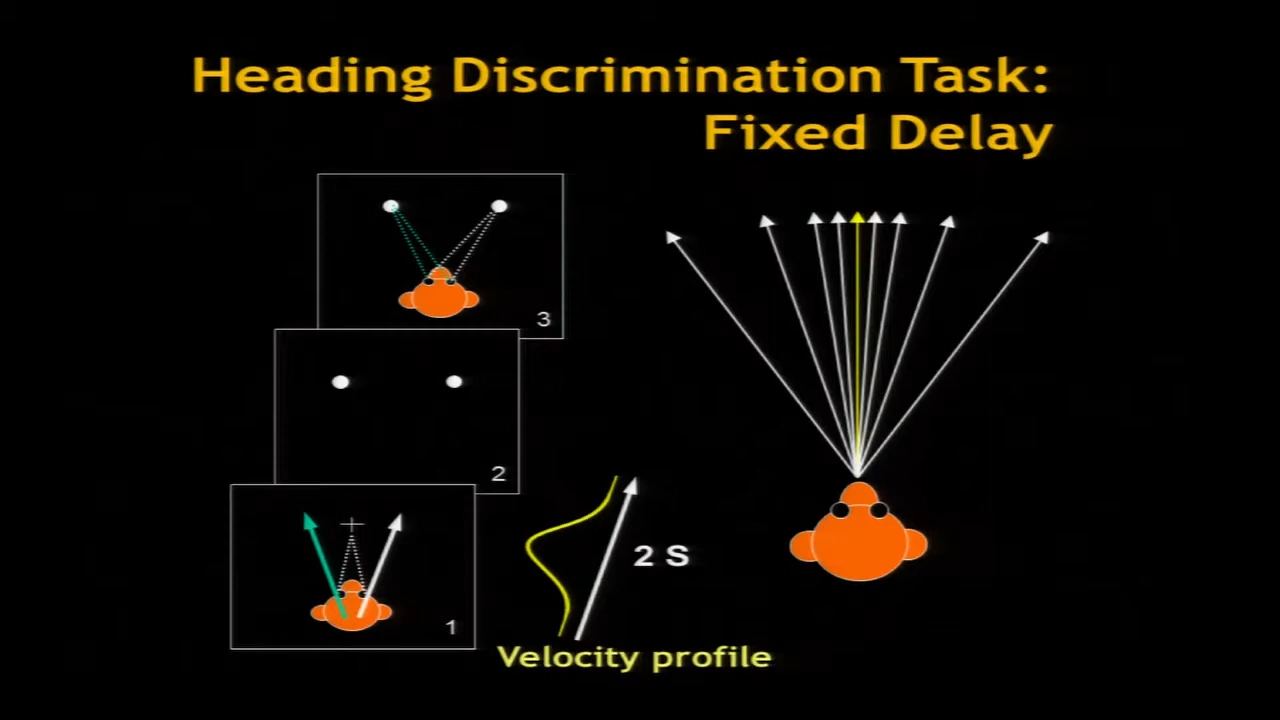 Heading Discrimination Task:
Fixed Delay
3
2
1
2 S
Velocity profile